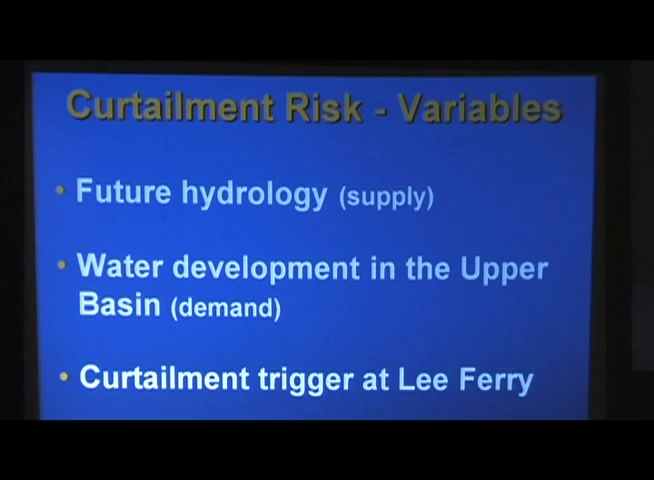 Curtailment Risk - Variables
• Future hydrology (supply)
• Water development in the Upper
Basin (demand)
• Curtailment trigger at Lee Ferry